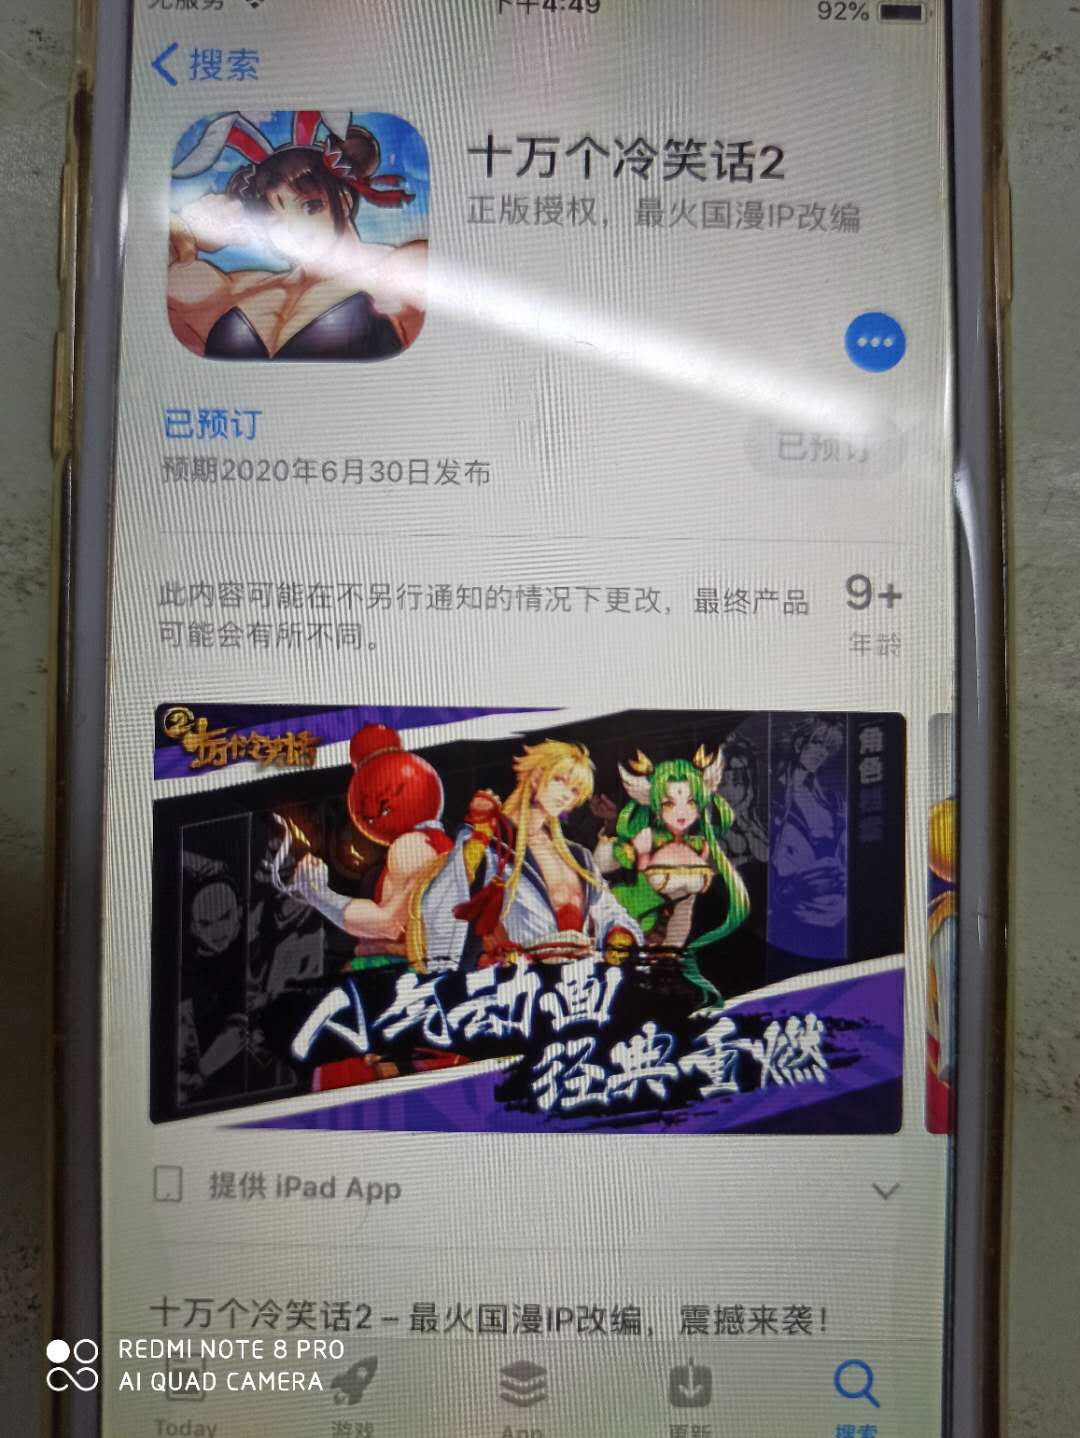 无服务
下午4:49
92%
搜索
十万个冷笑话2
正版授权，最火国漫IP改编
已预订
已预订
预期2020年6月30日发布
此内容可能在不另行通知的情况下更改，最终产品
可能会有所不同。
9+
年龄
②十万个冷笑话
角色
人气动画
经典重燃
提供 iPad App
十万个冷笑话2 – 最火国漫IP改编，震撼来袭！
REDMI NOTE 8 PRO
AI QUAD CAMERA
Today
游戏
App
更新
搜索